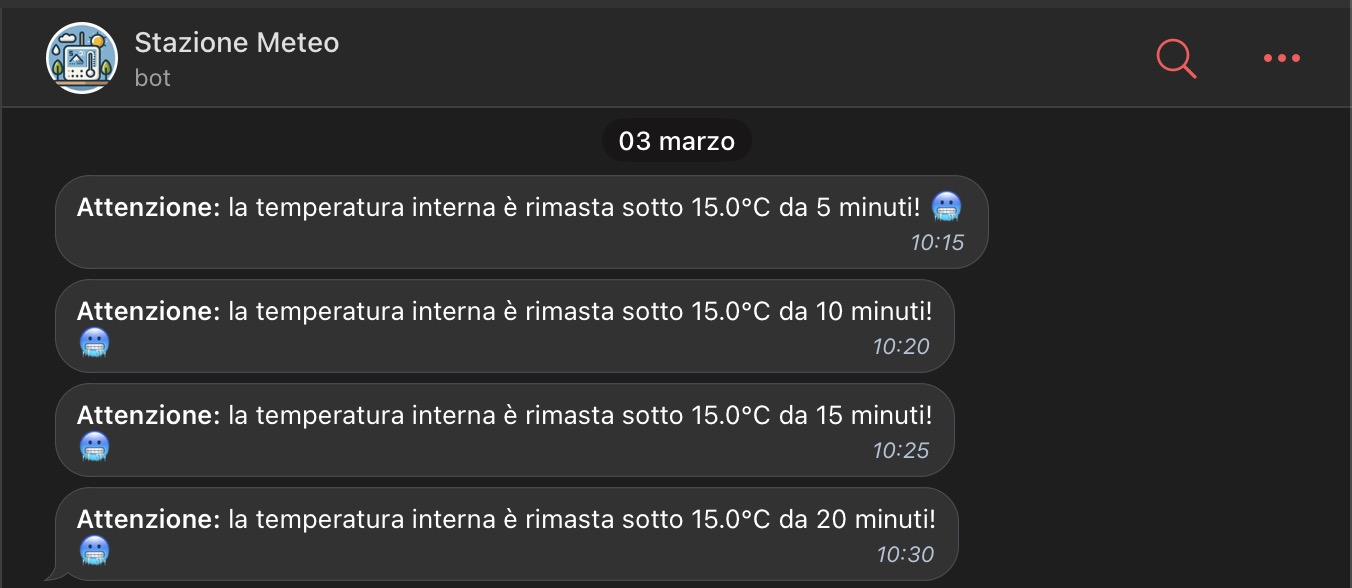 Stazione Meteo
bot
03 marzo
Attenzione: la temperatura interna è rimasta sotto 15.0°C da 5 minuti! 🥶
10:15
Attenzione: la temperatura interna è rimasta sotto 15.0°C da 10 minuti!
🥶 10:20
Attenzione: la temperatura interna è rimasta sotto 15.0°C da 15 minuti!
🥶 10:25
Attenzione: la temperatura interna è rimasta sotto 15.0°C da 20 minuti!
🥶 10:30